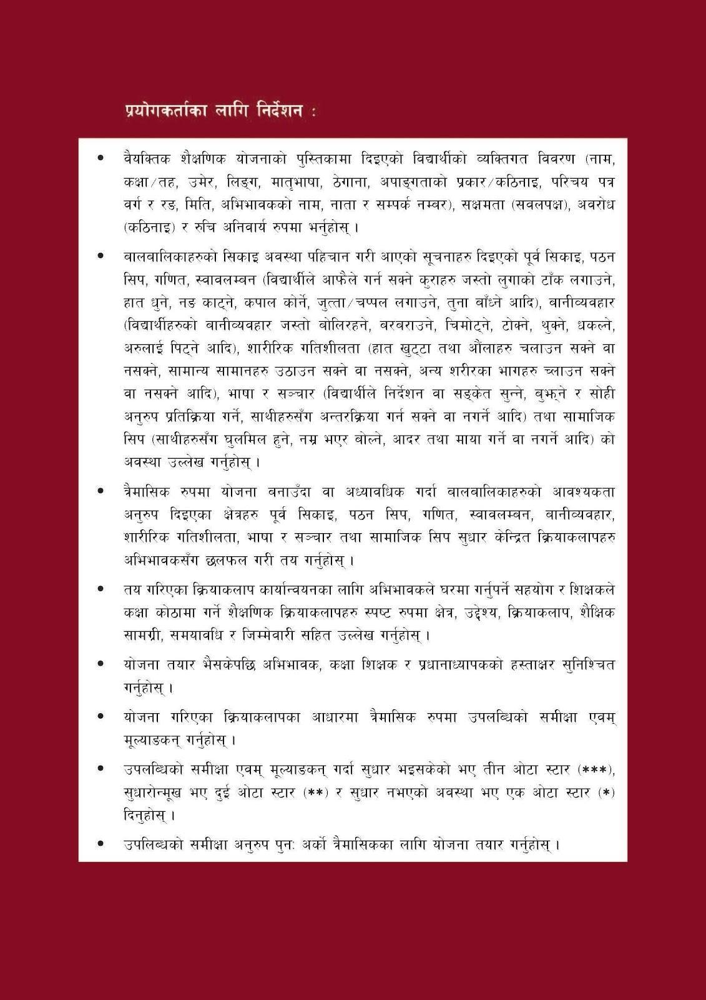 प्रयोगकर्ताका लागि निर्देशन :
• वैयक्तिक शैक्षणिक योजनाको पुस्तिकामा दिइएको विद्यार्थीको व्यक्तिगत विवरण (नाम,
कक्षा/तह, उमेर, लिङ्ग, मातृभाषा, ठेगाना, अपाङ्गताको प्रकार/कठिनाइ, परिचय पत्र
वर्ग र रङ, मिति, अभिभावकको नाम, नाता र सम्पर्क नम्बर), सक्षमता (सवलपक्ष), अवरोध
(कठिनाइ) र रुचि अनिवार्य रुपमा भर्नुहोस् ।
• बालबालिकाहरुको सिकाइ अवस्था पहिचान गरी आएको सूचनाहरु दिइएको पूर्व सिकाइ, पठन
सिप, गणित, स्वावलम्बन (विद्यार्थीले आफैले गर्न सक्ने कुराहरु जस्तो लुगाको टाँक लगाउने,
हात धुने, नङ काट्ने, कपाल कोर्ने, जुत्ता/चप्पल लगाउने, तुना बाँध्ने आदि), बानीव्यवहार
(विद्यार्थीहरुको बानीव्यवहार जस्तो बोलिरहने, बरबराउने, चिमोट्ने, टोक्ने, थुक्ने, धकल्ने,
अरुलाई पिट्ने आदि), शारीरिक गतिशीलता (हात खुट्टा तथा औंलाहरु चलाउन सक्ने वा
नसक्ने, सामान्य सामानहरु उठाउन सक्ने वा नसक्ने, अन्य शरीरका भागहरु च्लाउन सक्ने
वा नसक्ने आदि), भाषा र सञ्चार (विद्यार्थीले निर्देशन वा सङ्केत सुन्ने, बुझ्ने र सोही
अनुरुप प्रतिक्रिया गर्ने, साथीहरुसँग अन्तरक्रिया गर्न सक्ने वा नगर्ने आदि) तथा सामाजिक
सिप (साथीहरुसँग घुलमिल हुने, नम्र भएर बोल्ने, आदर तथा माया गर्ने वा नगर्ने आदि) को
अवस्था उल्लेख गर्नुहोस् ।
• त्रैमासिक रुपमा योजना बनाउँदा वा अध्यावधिक गर्दा बालबालिकाहरुको आवश्यकता
अनुरुप दिइएका क्षेत्रहरु पूर्व सिकाइ, पठन सिप, गणित, स्वावलम्बन, बानीव्यवहार,
शारीरिक गतिशीलता, भाषा र सञ्चार तथा सामाजिक सिप सुधार केन्द्रित क्रियाकलापहरु
अभिभावकसँग छलफल गरी तय गर्नुहोस् ।
• तय गरिएका क्रियाकलाप कार्यान्वयनका लागि अभिभावकले घरमा गर्नुपर्ने सहयोग र शिक्षकले
कक्षा कोठामा गर्ने शैक्षणिक क्रियाकलापहरु स्पष्ट रुपमा क्षेत्र, उद्देश्य, क्रियाकलाप, शैक्षिक
सामग्री, समयावधि र जिम्मेवारी सहित उल्लेख गर्नुहोस् ।
• योजना तयार भैसकेपछि अभिभावक, कक्षा शिक्षक र प्रधानाध्यापकको हस्ताक्षर सुनिश्चित
गर्नुहोस् ।
• योजना गरिएका क्रियाकलापका आधारमा त्रैमासिक रुपमा उपलब्धिको समीक्षा एवम्
मूल्याङकन् गर्नुहोस् ।
• उपलब्धिको समीक्षा एवम् मूल्याङकन् गर्दा सुधार भइसकेको भए तीन ओटा स्टार (***),
सुधारोन्मूख भए दुई ओटा स्टार (**) र सुधार नभएको अवस्था भए एक ओटा स्टार (*)
दिनुहोस् ।
• उपलिब्धको समीक्षा अनुरुप पुनः अर्को त्रैमासिकका लागि योजना तयार गर्नुहोस् ।